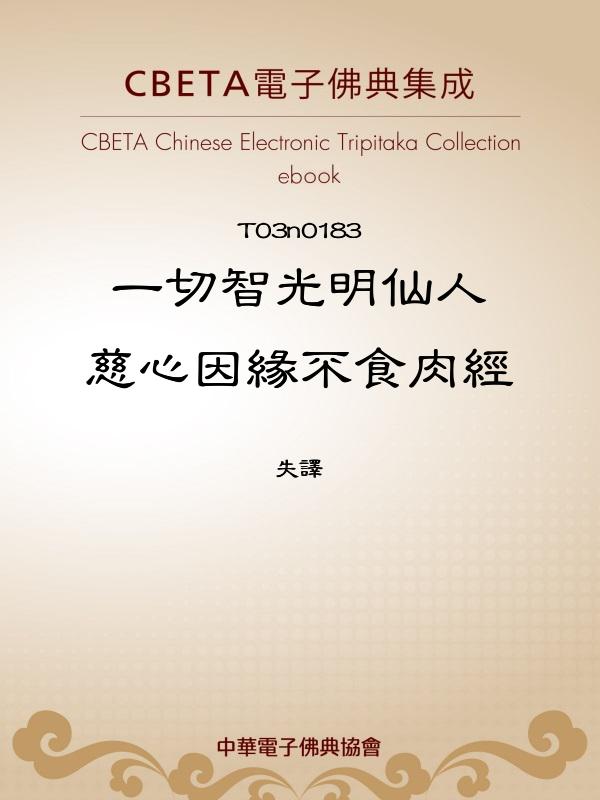 CBETA電子佛典集成
CBETA Chinese Electronic Tripitaka Collection
ebook
T03n0183
一切智光明仙人
慈心因緣不食肉經
失譯
中華電子佛典協會